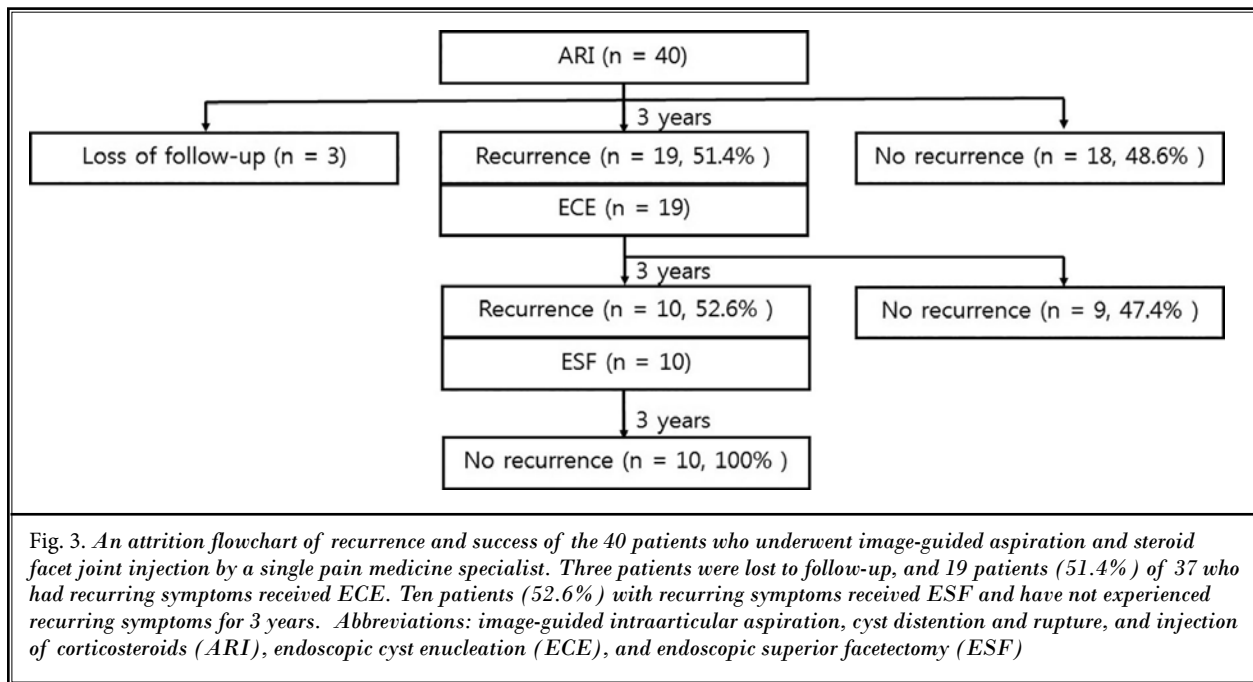 ARI (n = 40)
3 years
Loss of follow-up (n = 3)
Recurrence (n = 19, 51.4% )
No recurrence (n = 18, 48.6% )
ECE (n = 19)
3 years
Recurrence (n = 10, 52.6% )
No recurrence (n = 9, 47.4% )
ESF (n = 10)
3 years
No recurrence (n = 10, 100% )
Fig. 3. An attrition flowchart of recurrence and success of the 40 patients who underwent image-guided aspiration and steroid
facet joint injection by a single pain medicine specialist. Three patients were lost to follow-up, and 19 patients (51.4%) of 37 who
had recurring symptoms received ECE. Ten patients (52.6%) with recurring symptoms received ESF and have not experienced
recurring symptoms for 3 years. Abbreviations: image-guided intraarticular aspiration, cyst distention and rupture, and injection
of corticosteroids (ARI), endoscopic cyst enucleation (ECE), and endoscopic superior facetectomy (ESF)